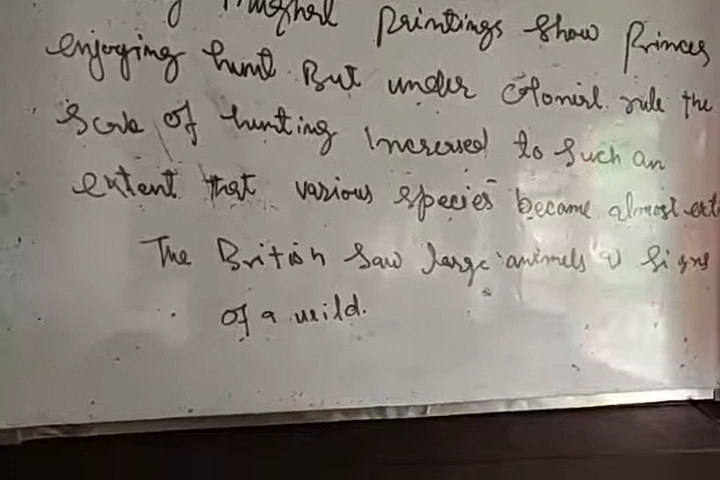 Mughal Paintings show Princes
enjoying hunt. But under Colonial rule the
Scale of hunting Increased to such an
extent that various species became almost ext
The British saw large animals as Signs
of a wild.